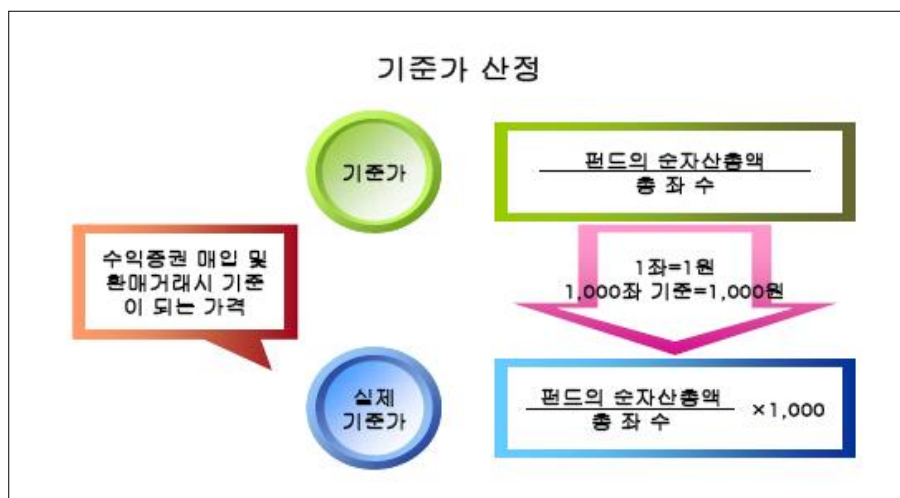 기준가 산정
기준가
펀드의 순자산총액
총 좌 수
수익증권 매입 및
환매거래시 기준
이 되는 가격
1좌=1원
1,000좌 기준=1,000원
실제
기준가
펀드의 순자산총액
총 좌 수
×1,000